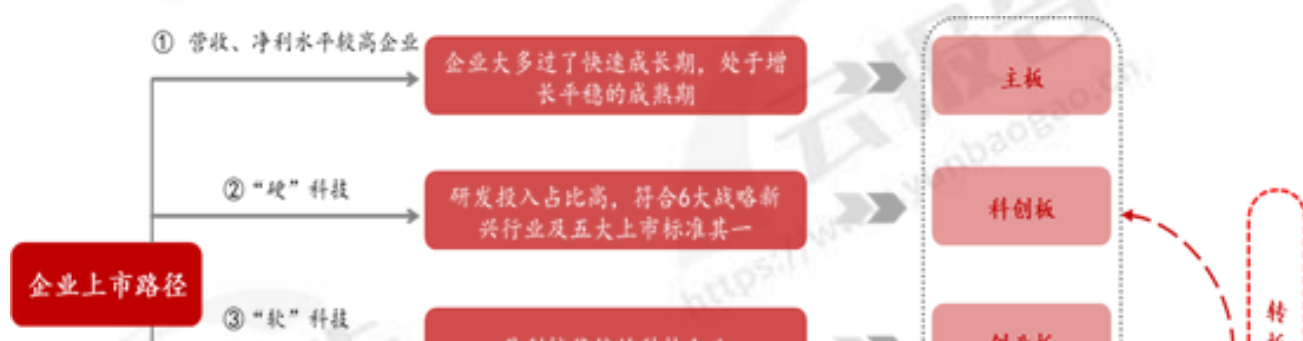 ① 营收、净利水平较高企业
企业大多过了快速成长期，处于增
长平稳的成熟期
主板
②“硬”科技
研发投入占比高，符合6大战略新
兴行业及五大上市标准其一
科创板
企业上市路径
③“软”科技
转